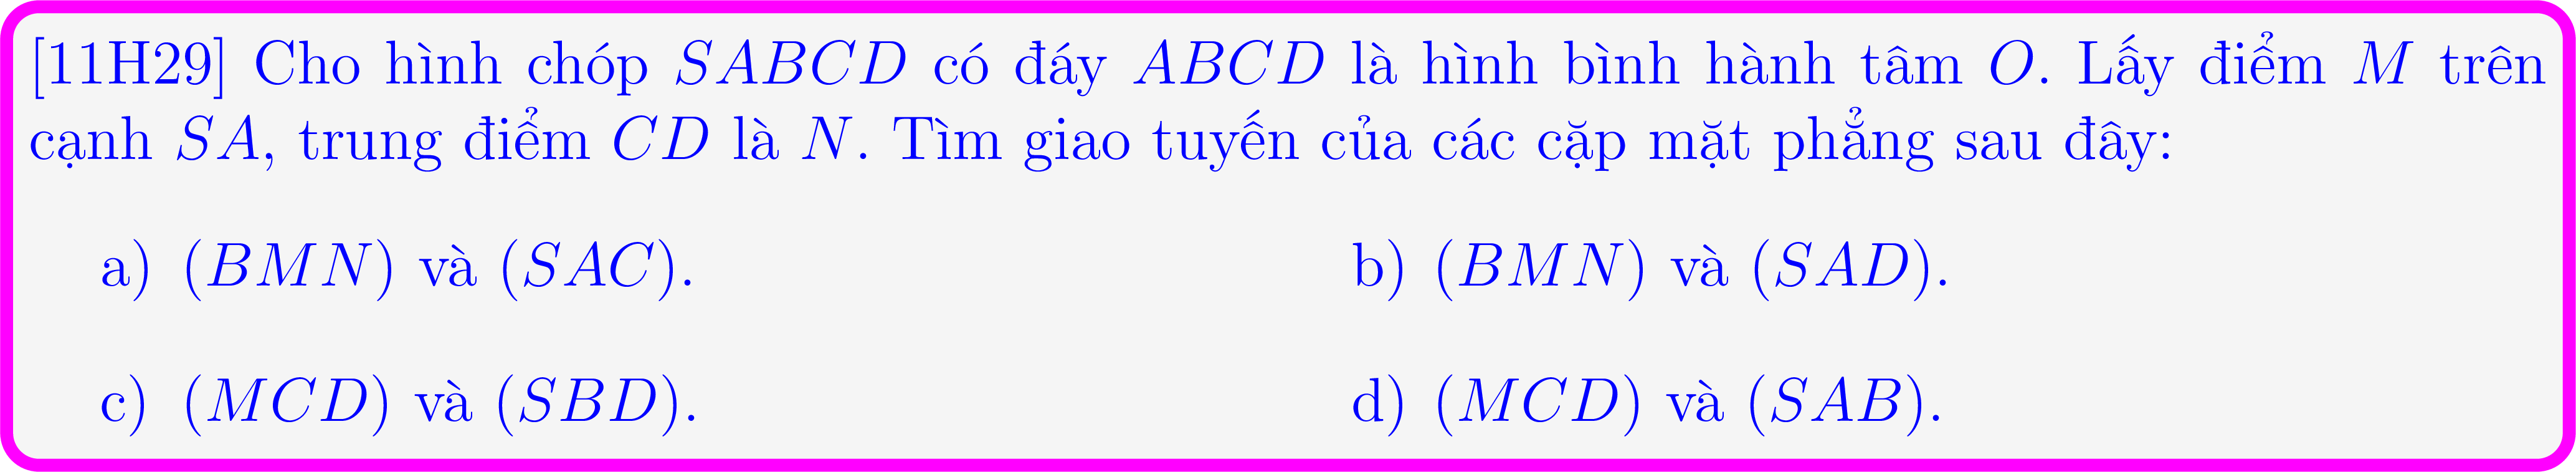 [11H29] Cho hình chóp SABCD có đáy ABCD là hình bình hành tâm O. Lấy điểm M trên
cạnh SA, trung điểm CD là N. Tìm giao tuyến của các cặp mặt phẳng sau đây:
a) (BMN) và (SAC). b) (BMN) và (SAD).
c) (MCD) và (SBD). d) (MCD) và (SAB).